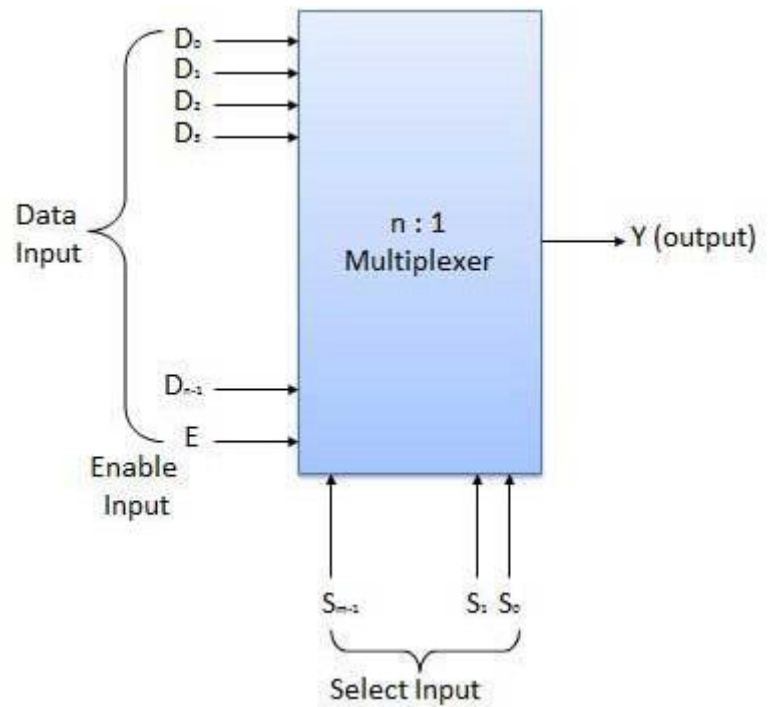 D₀
D₁
D₂
D₃
Data
Input
n : 1
Multiplexer
Y (output)
Dₙ₋₁
E
Enable
Input
Sₘ₋₁
S₁ S₀
Select Input